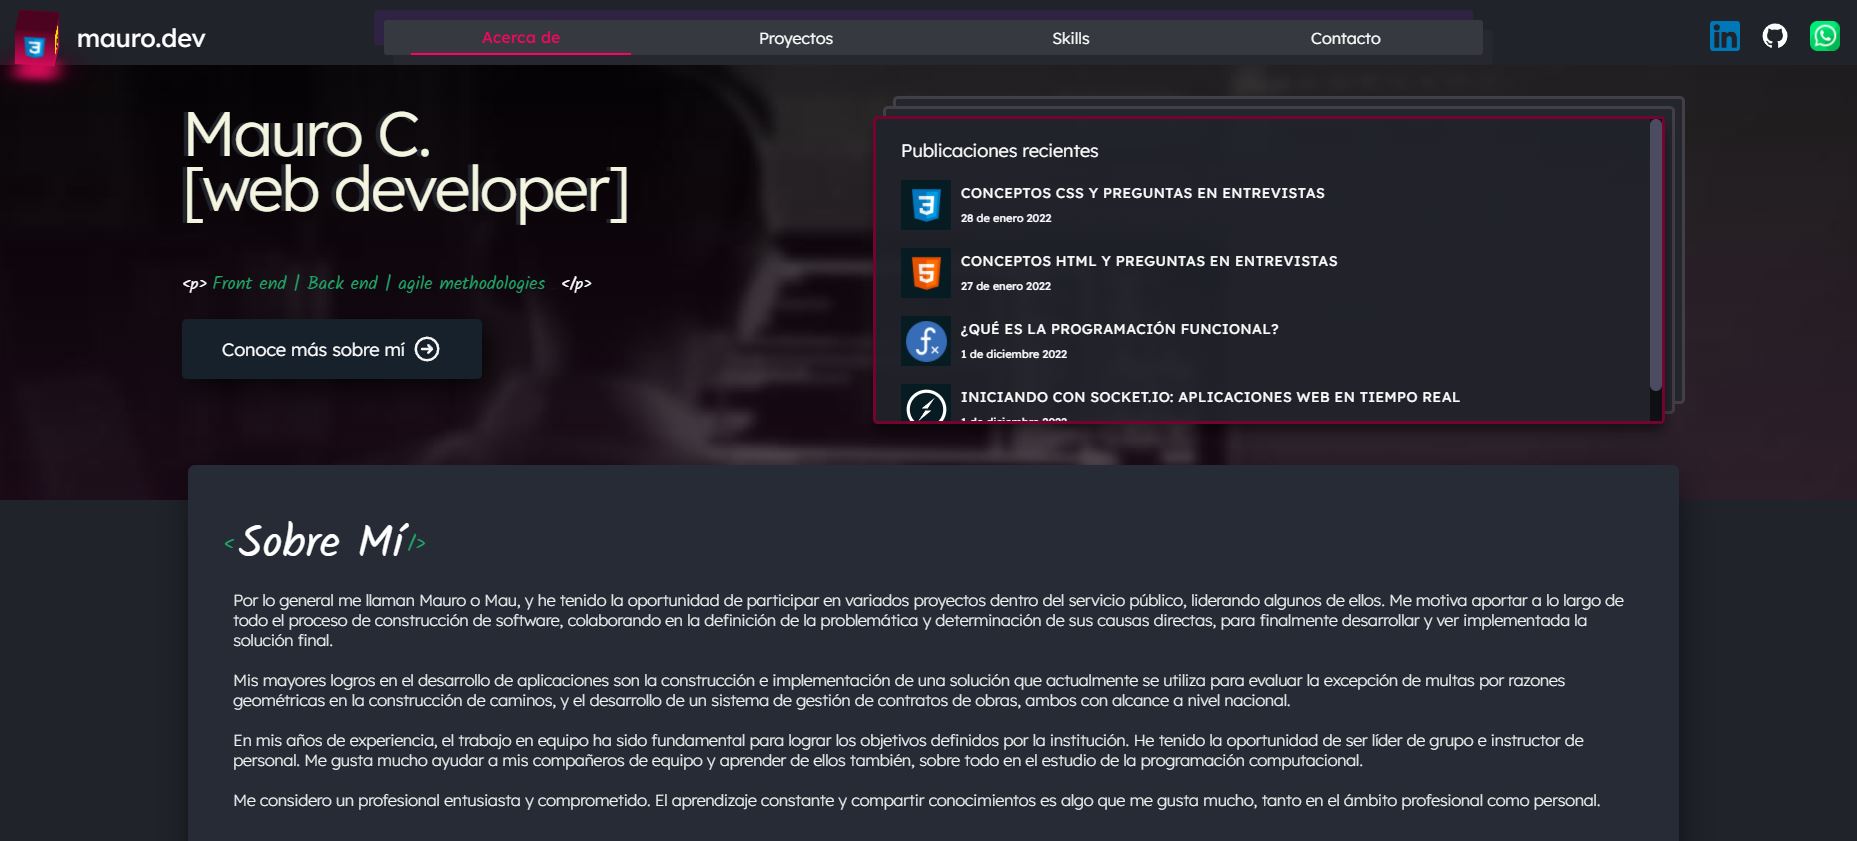 mauro.dev
Acerca de
Proyectos
Skills
Contacto
Mauro C.
[web developer]
<p> Front end | Back end | agile methodologies </p>
Conoce más sobre mí
Publicaciones recientes
CONCEPTOS CSS Y PREGUNTAS EN ENTREVISTAS
28 de enero 2022
CONCEPTOS HTML Y PREGUNTAS EN ENTREVISTAS
27 de enero 2022
¿QUÉ ES LA PROGRAMACIÓN FUNCIONAL?
1 de diciembre 2022
INICIANDO CON SOCKET.IO: APLICACIONES WEB EN TIEMPO REAL
1 de diciembre 2022
<Sobre Mí/>
Por lo general me llaman Mauro o Mau, y he tenido la oportunidad de participar en variados proyectos dentro del servicio público, liderando algunos de ellos. Me motiva aportar a lo largo de
todo el proceso de construcción de software, colaborando en la definición de la problemática y determinación de sus causas directas, para finalmente desarrollar y ver implementada la
solución final.
Mis mayores logros en el desarrollo de aplicaciones son la construcción e implementación de una solución que actualmente se utiliza para evaluar la excepción de multas por razones
geométricas en la construcción de caminos, y el desarrollo de un sistema de gestión de contratos de obras, ambos con alcance a nivel nacional.
En mis años de experiencia, el trabajo en equipo ha sido fundamental para lograr los objetivos definidos por la institución. He tenido la oportunidad de ser líder de grupo e instructor de
personal. Me gusta mucho ayudar a mis compañeros de equipo y aprender de ellos también, sobre todo en el estudio de la programación computacional.
Me considero un profesional entusiasta y comprometido. El aprendizaje constante y compartir conocimientos es algo que me gusta mucho, tanto en el ámbito profesional como personal.